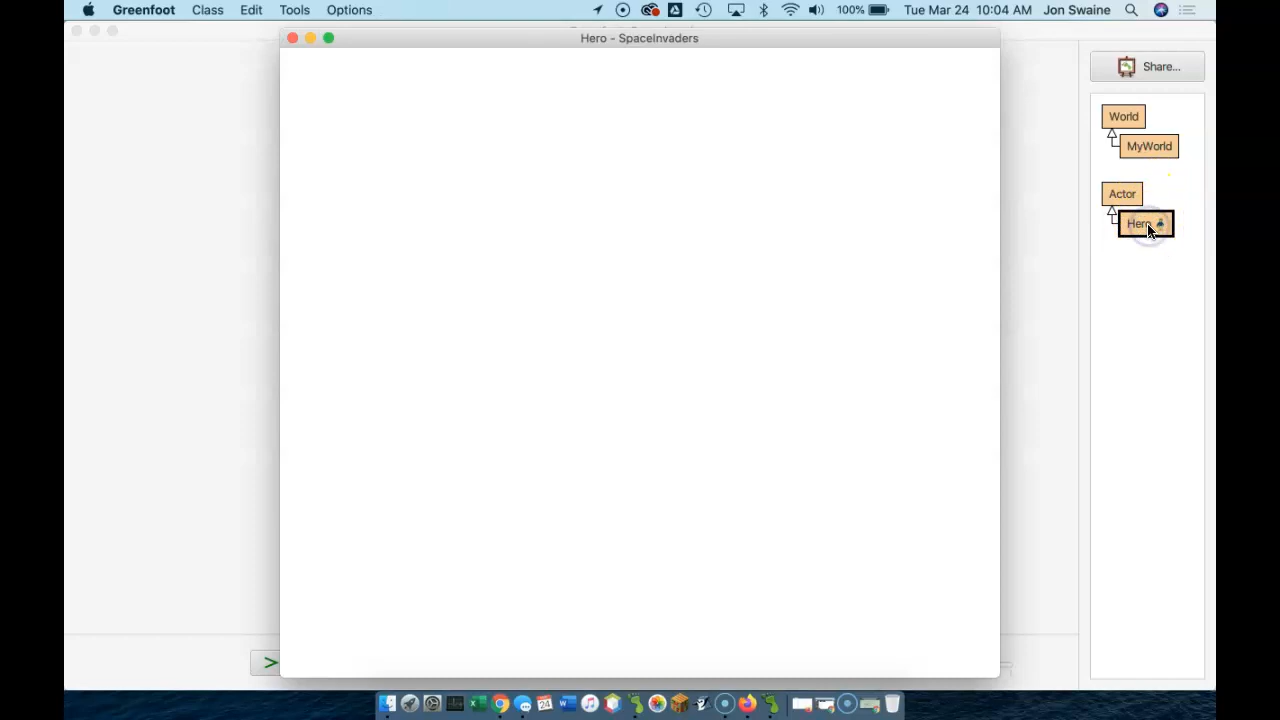 Greenfoot Class Edit Tools Options 100% Tue Mar 24 10:04 AM Jon Swaine
Hero - SpaceInvaders
Share...
World
MyWorld
Actor
Hero
24